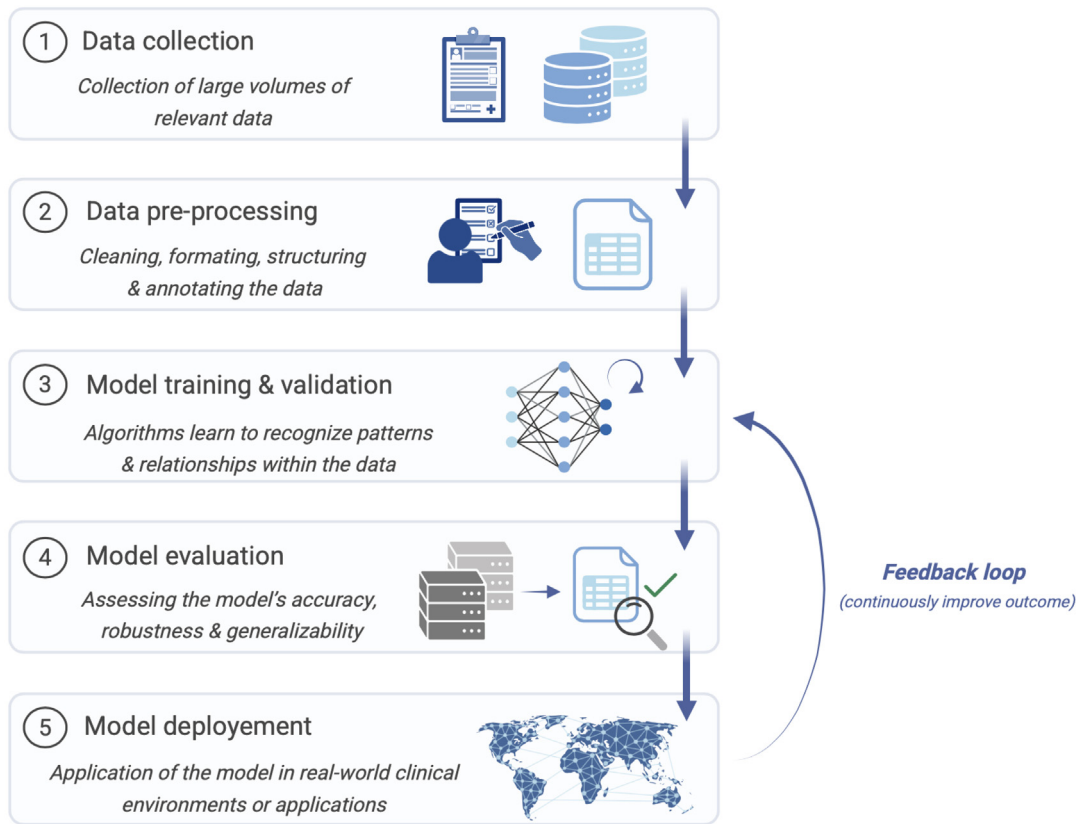 1 Data collection
Collection of large volumes of
relevant data
2 Data pre-processing
Cleaning, formating, structuring
& annotating the data
3 Model training & validation
Algorithms learn to recognize patterns
& relationships within the data
4 Model evaluation
Assessing the model's accuracy,
robustness & generalizability
Feedback loop
(continuously improve outcome)
5 Model deployement
Application of the model in real-world clinical
environments or applications